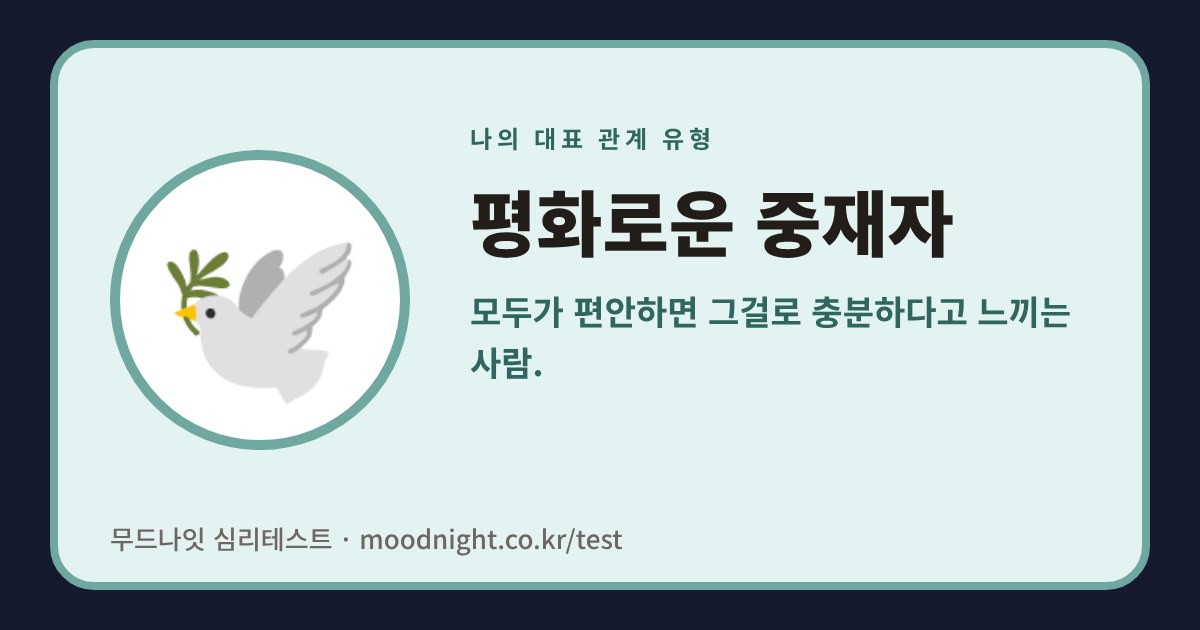 나의 대표 관계 유형
평화로운 중재자
모두가 편안하면 그걸로 충분하다고 느끼는
사람.
무드나잇 심리테스트 · moodnight.co.kr/test